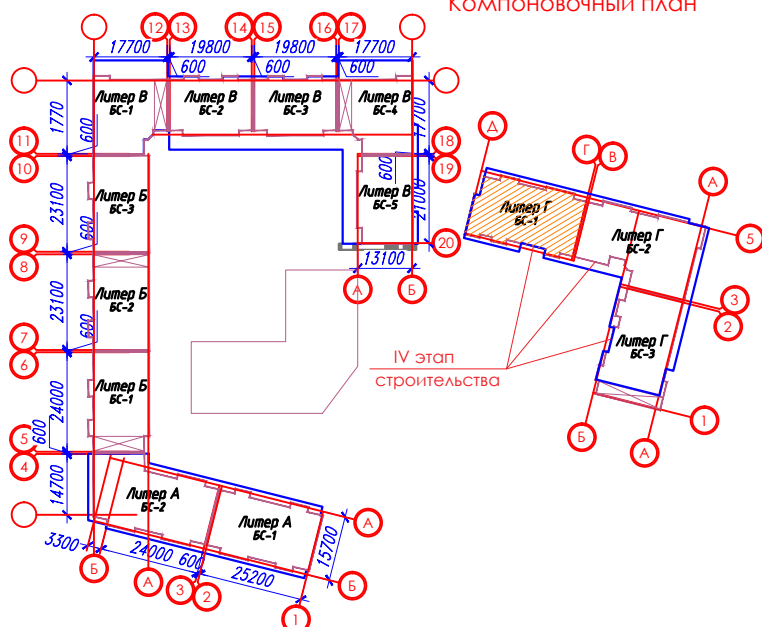 Компоновочный план
12 13 14 15 16 17
17700 19800 19800 17700
600 600 600
Литер В
БС-1
Литер В
БС-2
Литер В
БС-3
Литер В
БС-4
1770
17700
600
11
10
18
19
600
Литер В
БС-5
21000
20
13100
А Б
23100
Литер Б
БС-3
600
9
8
23100
Литер Б
БС-2
600
7
6
24000
Литер Б
БС-1
600
5
4
14700
Литер А
БС-2
Литер А
БС-1
3300
24000
600
25200
15700
Б
А
3
2
1
А
Б
Д
Г
В
А
Литер Г
БС-1
Литер Г
БС-2
5
3
2
Литер Г
БС-3
IV этап
строительства
1
Б
А